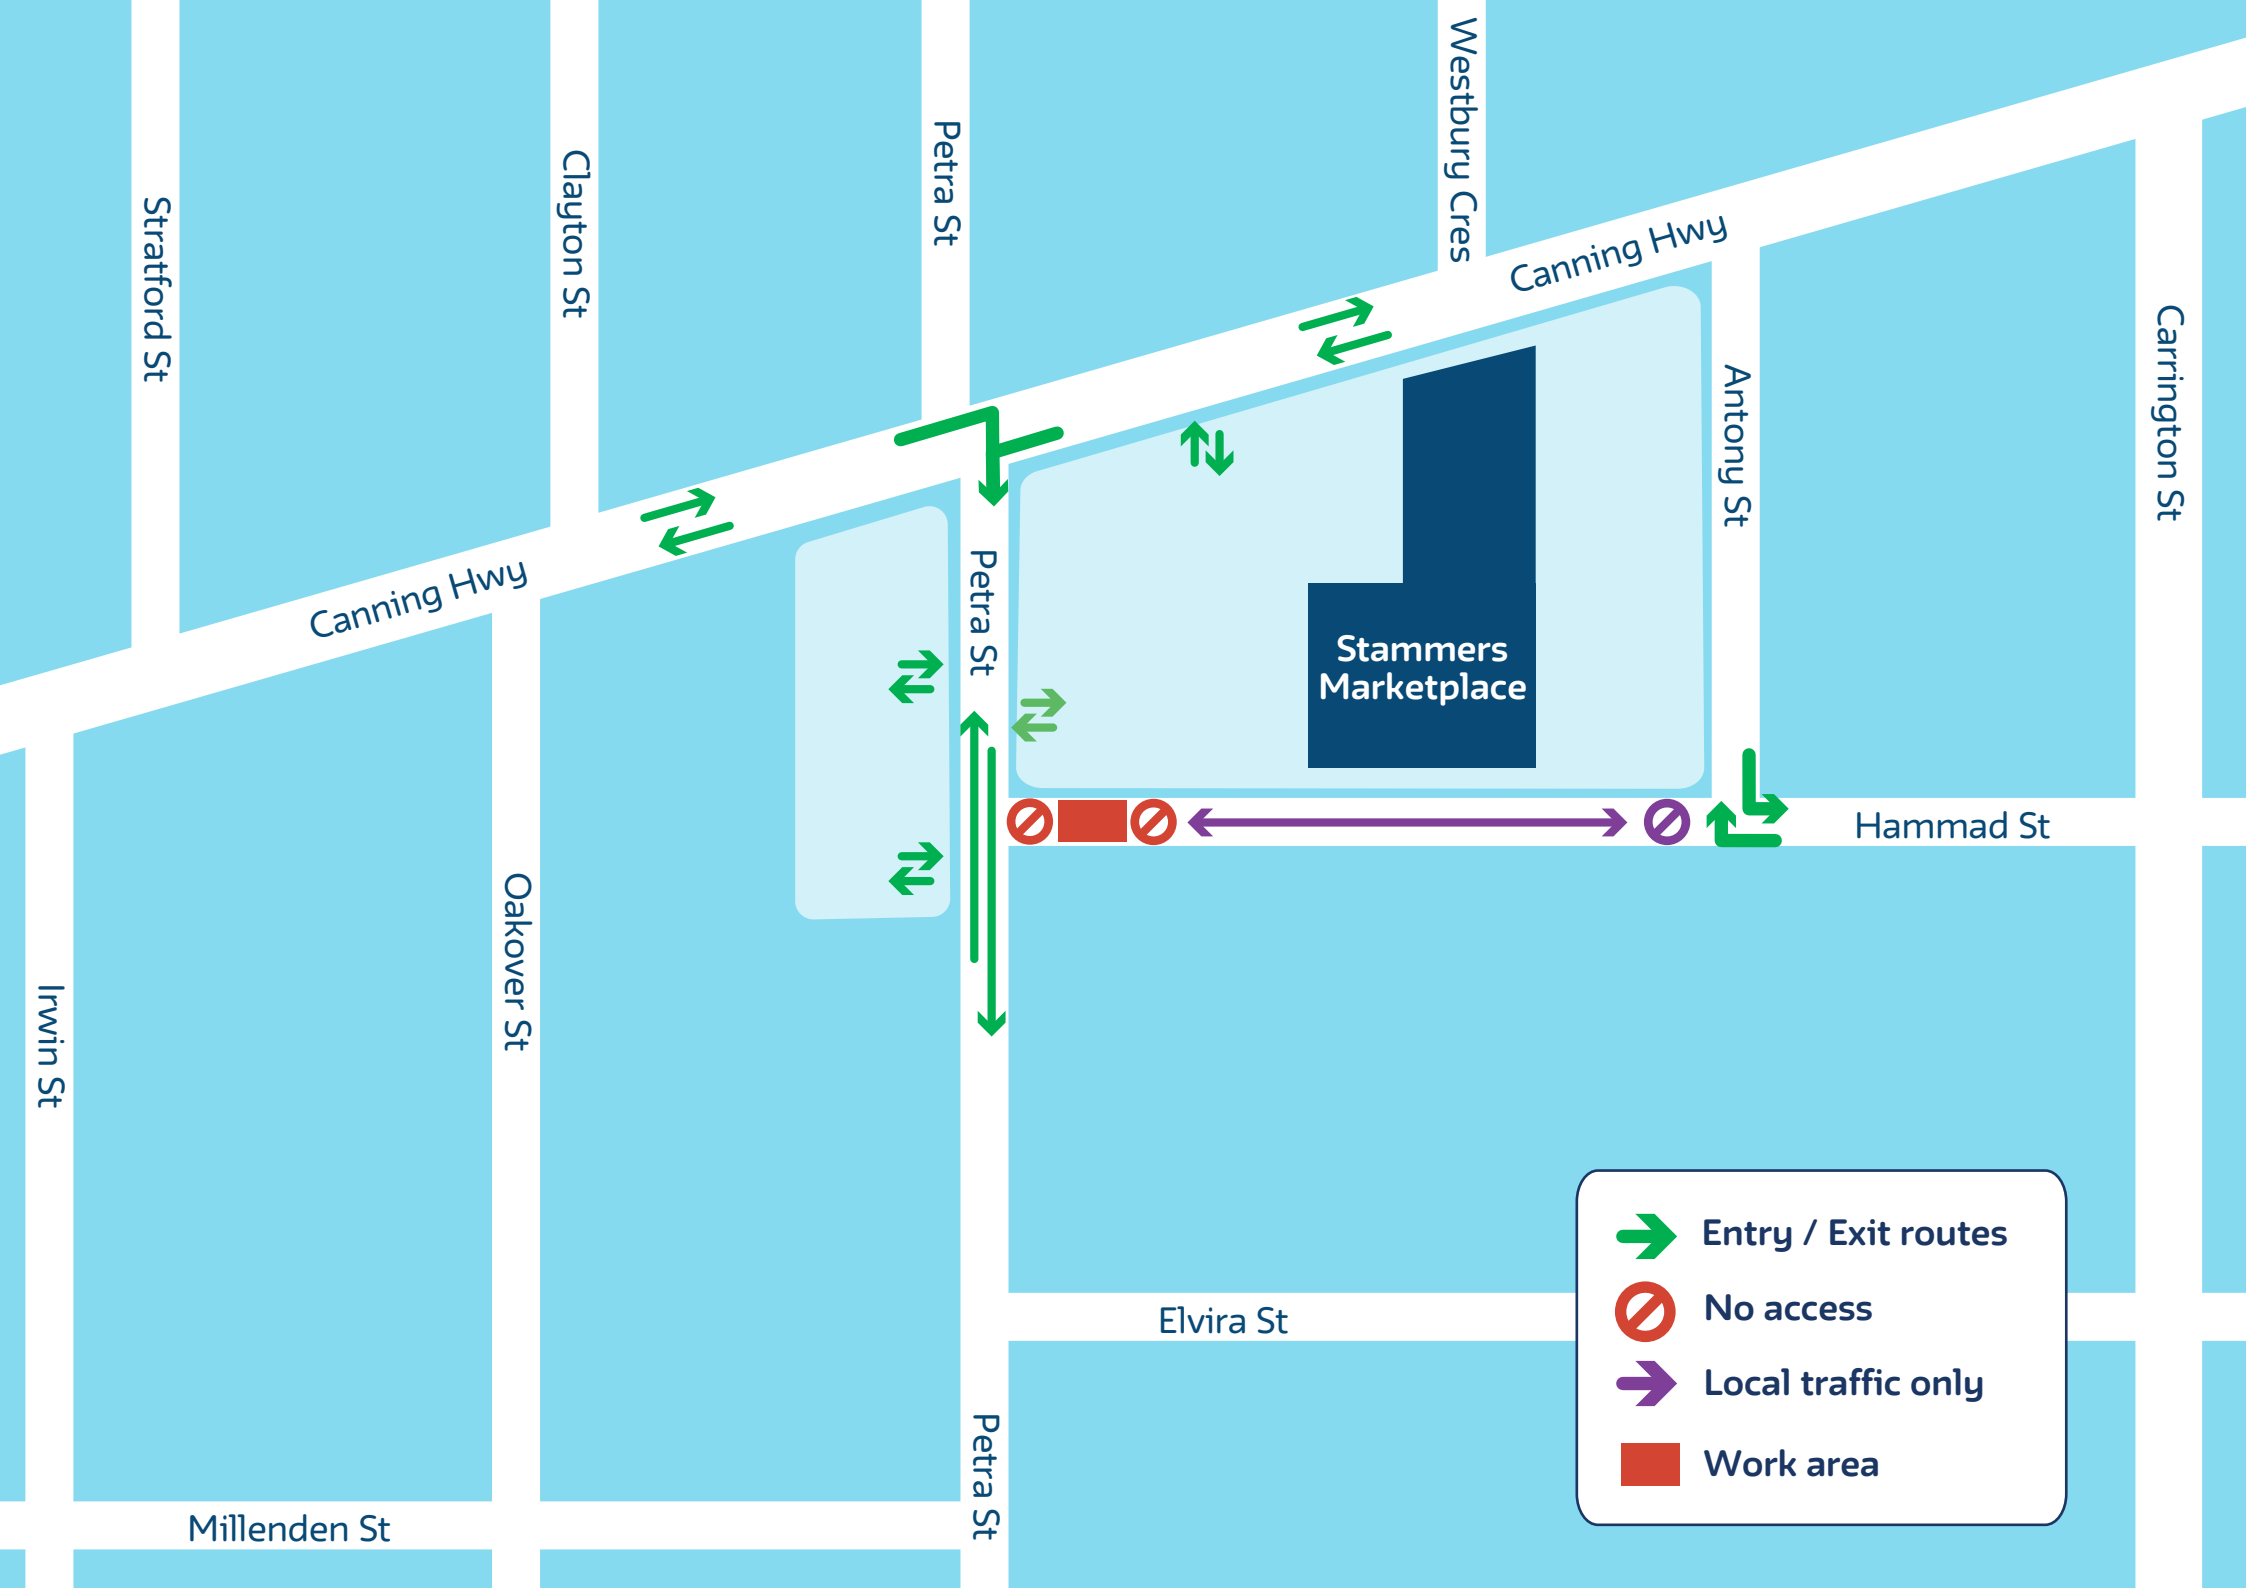 Westbury Cres
Petra St
Clayton St
Stratford St
Canning Hwy
Carrington St
Antony St
Canning Hwy
Petra St
Stammers
Marketplace
Hammad St
Oakover St
Irwin St
Elvira St
Petra St
Millenden St
Entry / Exit routes
No access
Local traffic only
Work area